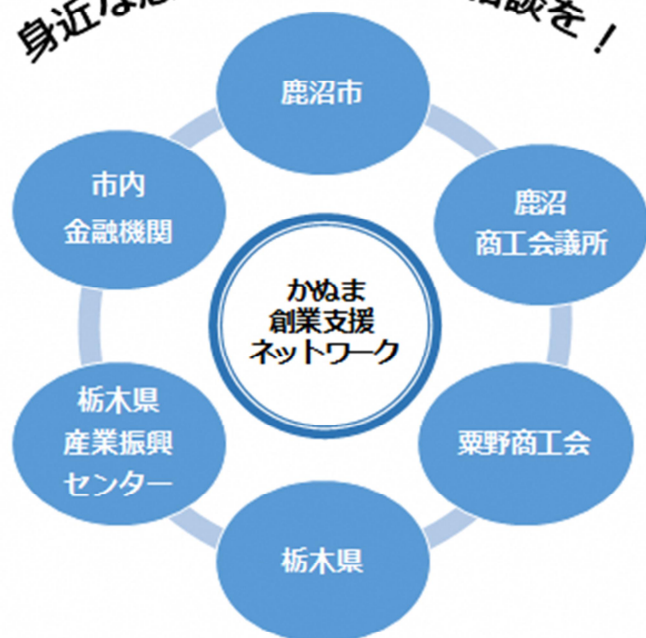 身近な
談を！
鹿沼市
鹿沼
商工会議所
粟野商工会
栃木県
栃木県
産業振興
センター
市内
金融機関
かぬま
創業支援
ネットワーク